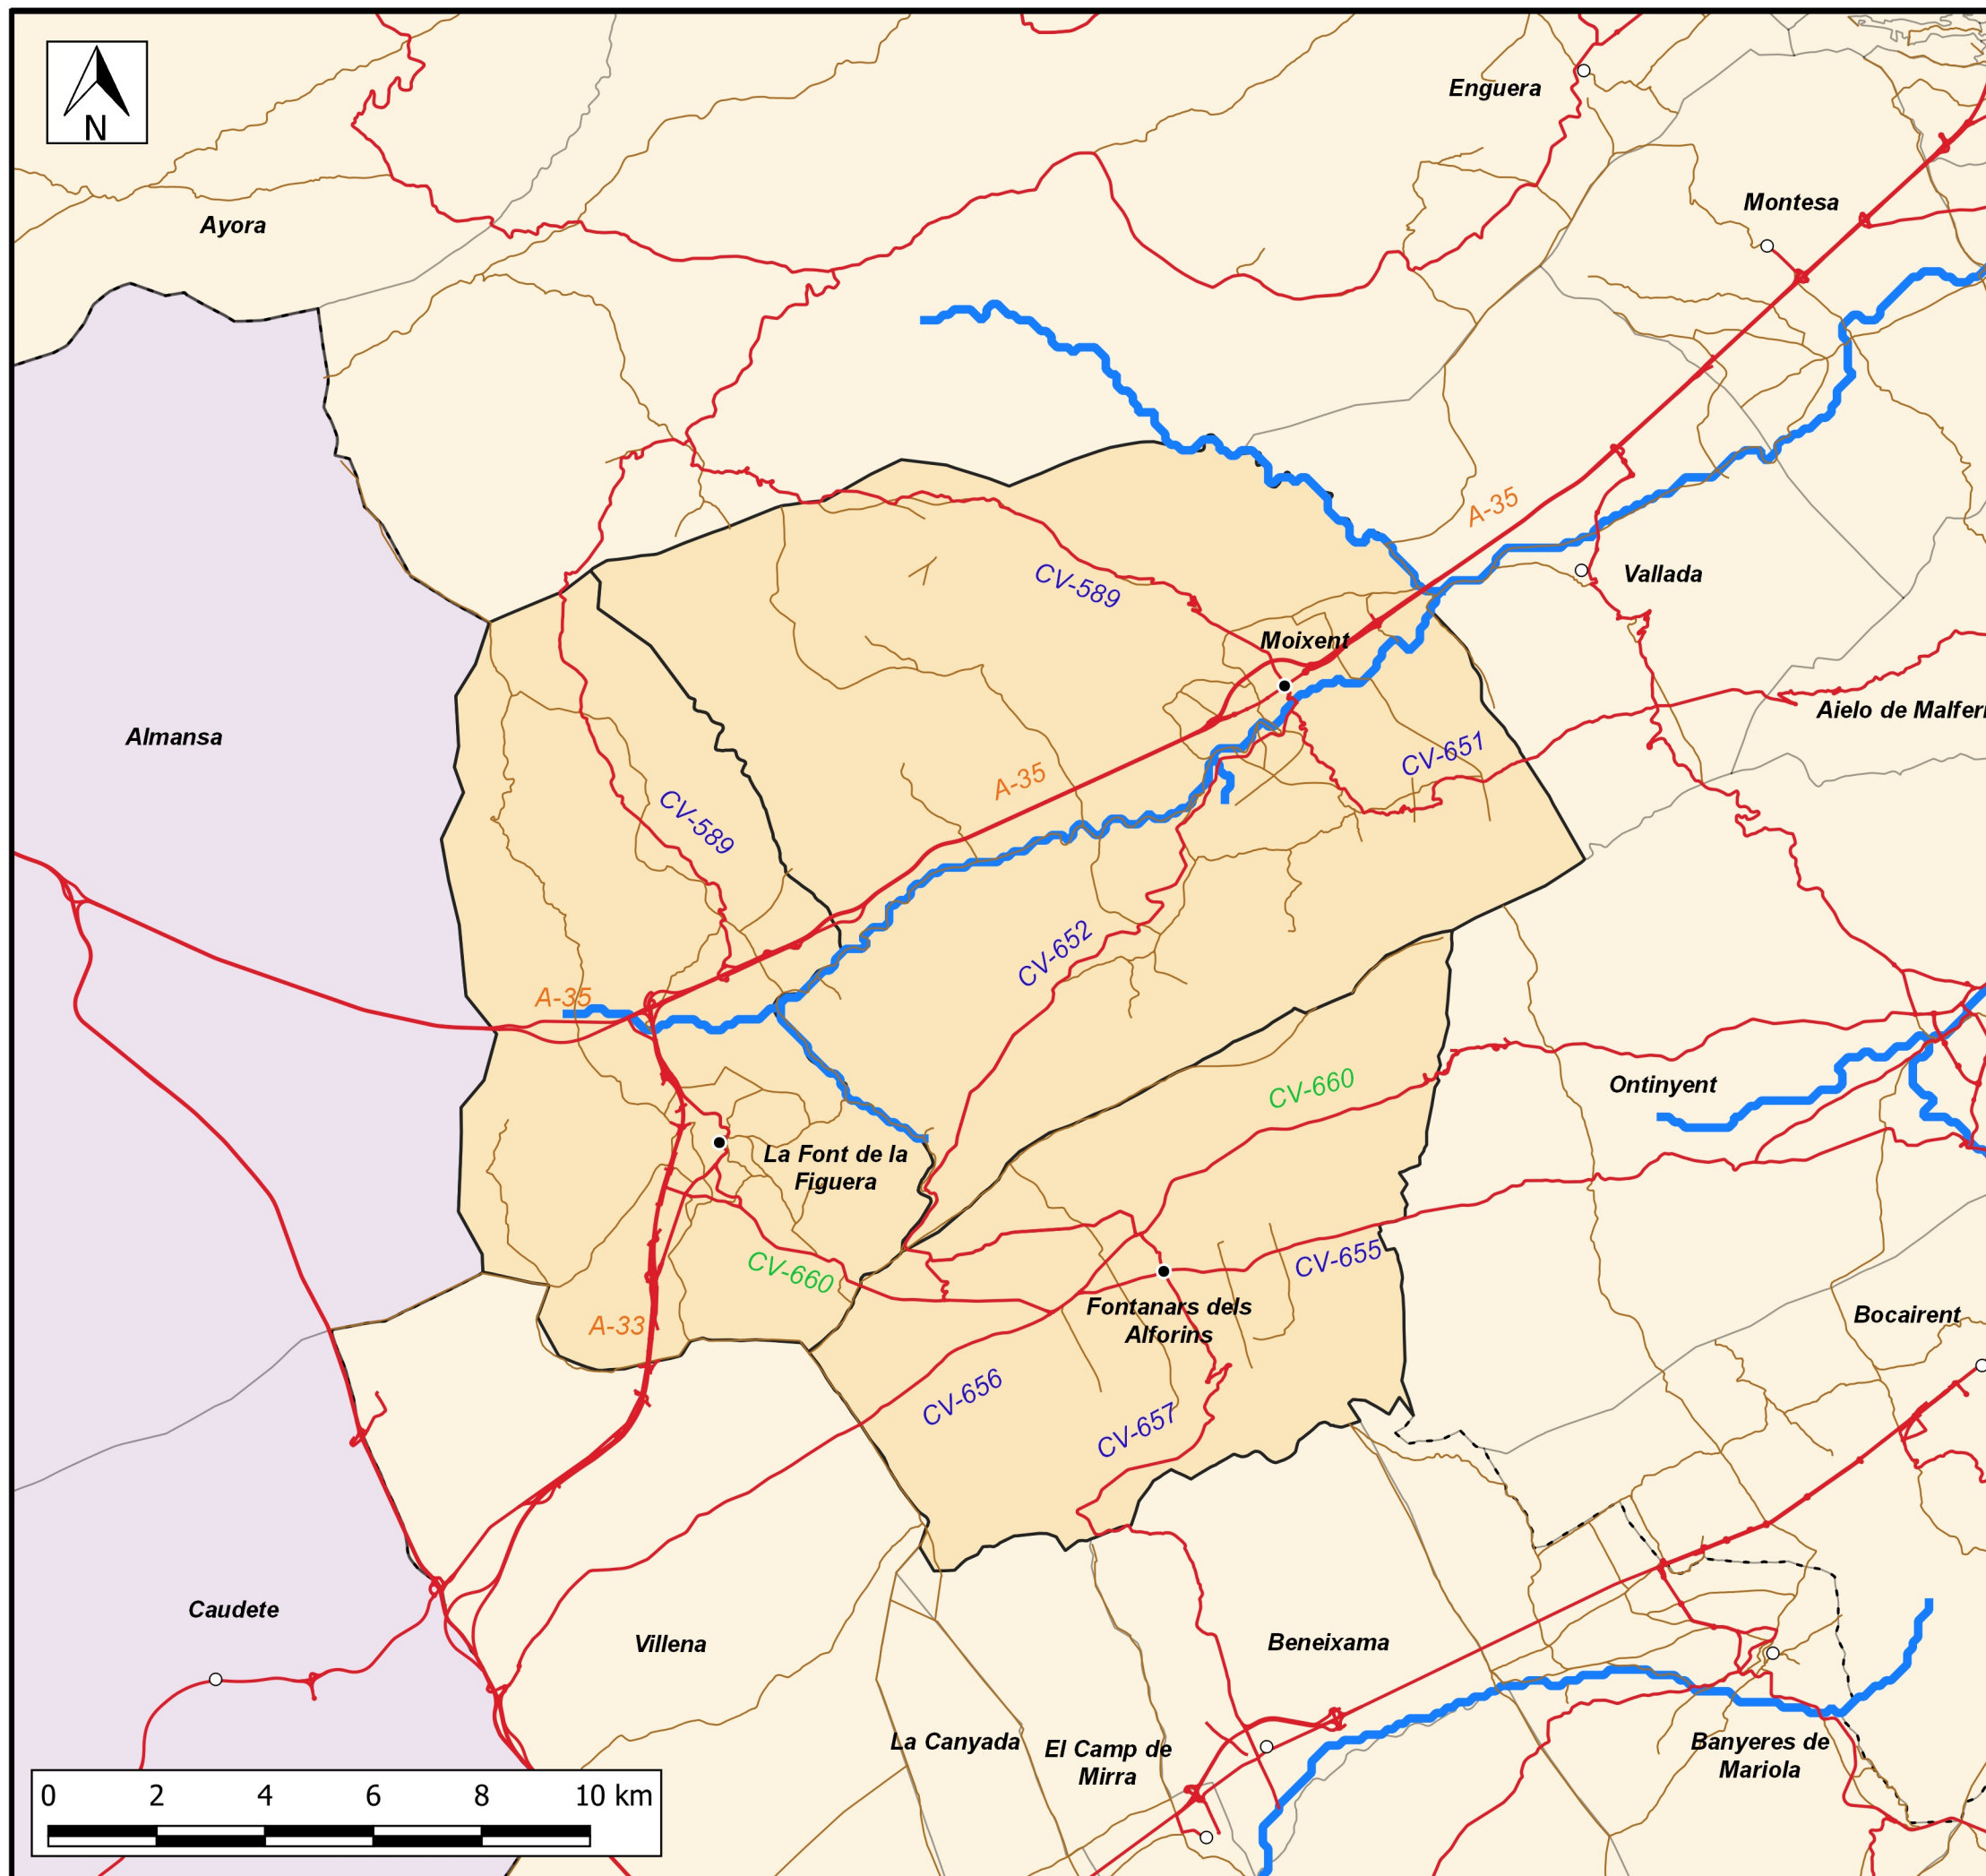 N
Enguera
Montesa
Ayora
A-35
CV-589
Vallada
Moixent
Aielo de Malferi
Almansa
CV-651
A-35
CV-589
CV-652
A-35
CV-660
Ontinyent
La Font de la
Figuera
CV-655
CV-660
Fontanars dels
Alforins
A-33
Bocairent
CV-656
CV-657
Caudete
Villena
Beneixama
La Canyada
El Camp de
Mirra
Banyeres de
Mariola
0 2 4 6 8 10 km